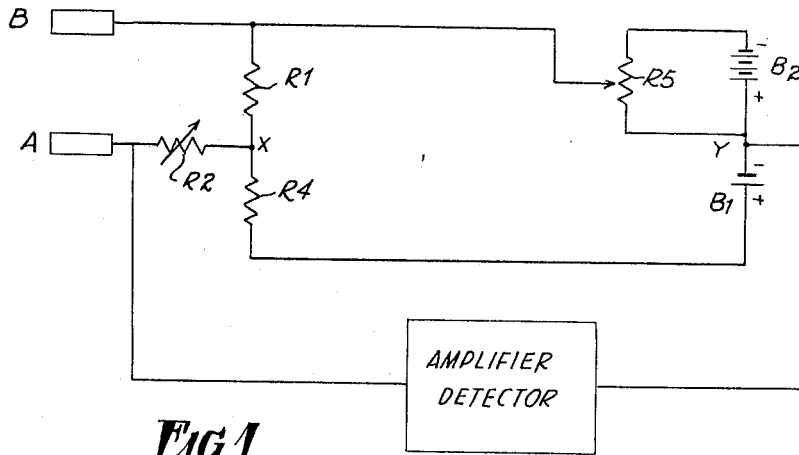 B
R1
A
R2
X
R4
R5
-
B2
+
Y
-
B1
+
AMPLIFIER
DETECTOR
FIG 1